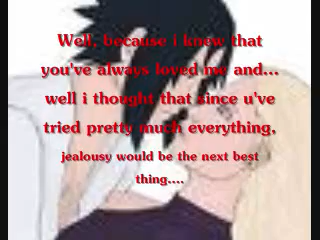 Well, because i knew that
you've always loved me and...
well i thought that since u've
tried pretty much everything,
jealousy would be the next best
thing....